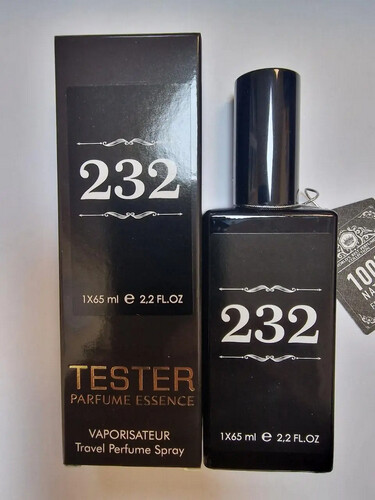 232
1X65 ml e 2,2 FL.OZ
TESTER
PARFUME ESSENCE
VAPORISATEUR
Travel Perfume Spray
232
1X65 ml e 2,2 FL.OZ